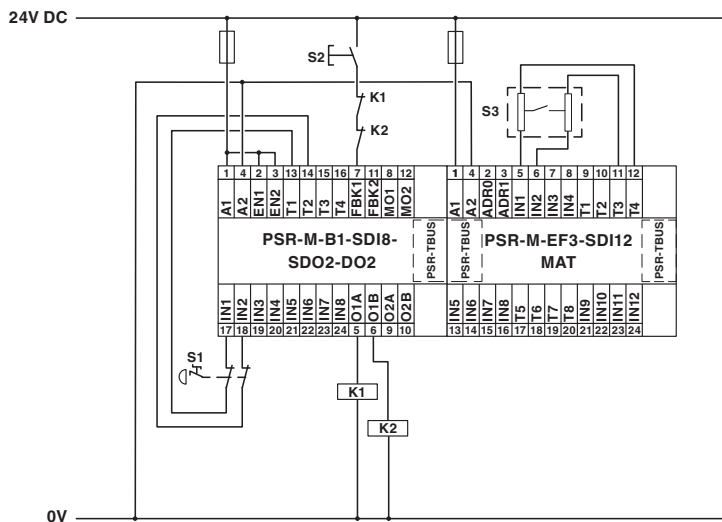 24V DC
S2
K1
K2
S3
1 4 2 3 13 14 15 16 7 11 8 12
A1 A2 EN1 EN2 T1 T2 T3 T4 FBK1 FBK2 MO1 MO2
1 4 2 3 5 6 7 8 9 10 11 12
A1 A2 ADR0 ADR1 IN1 IN2 IN3 IN4 T1 T2 T3 T4
PSR-M-B1-SDI8-
SDO2-DO2
PSR-TBUS
PSR-TBUS
PSR-M-EF3-SDI12
MAT
PSR-TBUS
IN1 IN2 IN3 IN4 IN5 IN6 IN7 IN8 O1A O1B O2A O2B
17 18 19 20 21 22 23 24 5 6 9 10
IN5 IN6 IN7 IN8 T5 T6 T7 T8 IN9 IN10 IN11 IN12
13 14 15 16 17 18 19 20 21 22 23 24
S1
K1
K2
0V